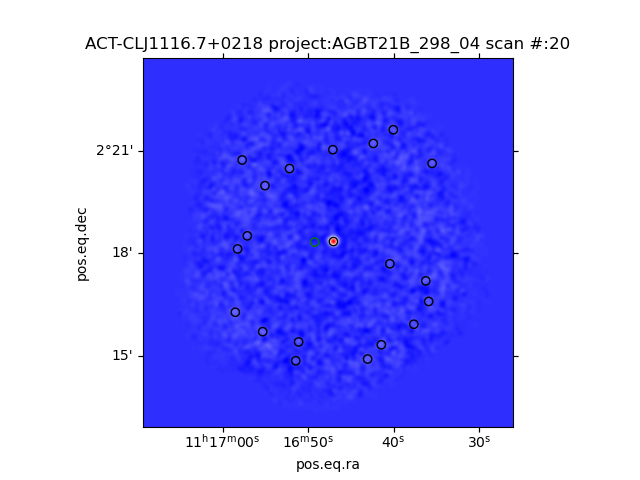 ACT-CLJ1116.7+0218 project:AGBT21B_298_04 scan #:20
2°21'
18'
15'
pos.eq.dec
11ʰ17ᵐ00ˢ 16ᵐ50ˢ 40ˢ 30ˢ
pos.eq.ra